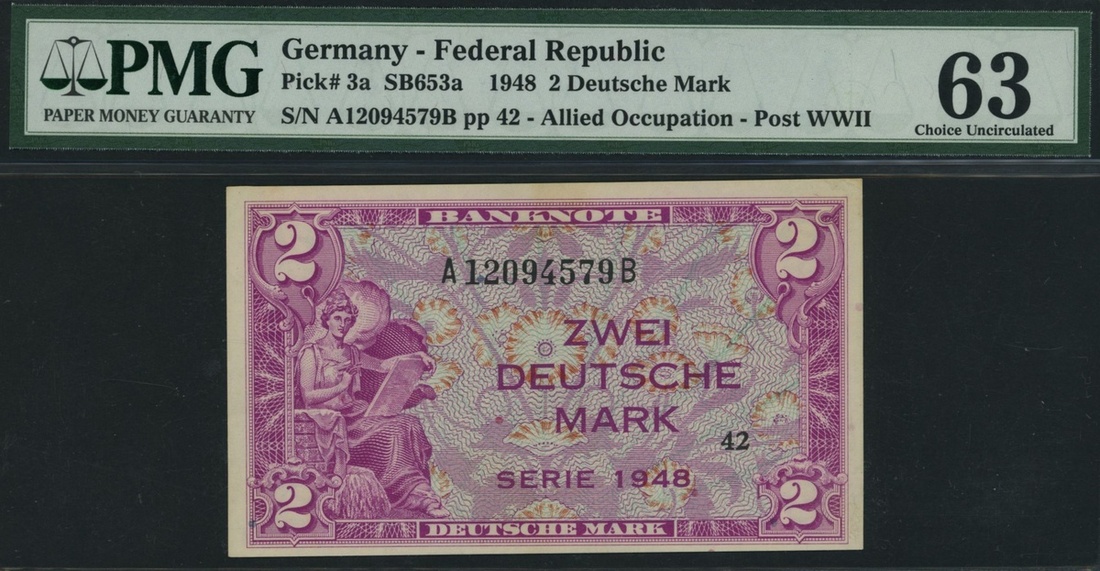 PMG
PAPER MONEY GUARANTY
Germany - Federal Republic
Pick# 3a SB653a 1948 2 Deutsche Mark
S/N A12094579B pp 42 - Allied Occupation - Post WWII
63
Choice Uncirculated
BANKNOTE
2
2
A12094579B
ZWEI
DEUTSCHE
MARK
42
SERIE 1948
2
2
DEUTSCHE MARK